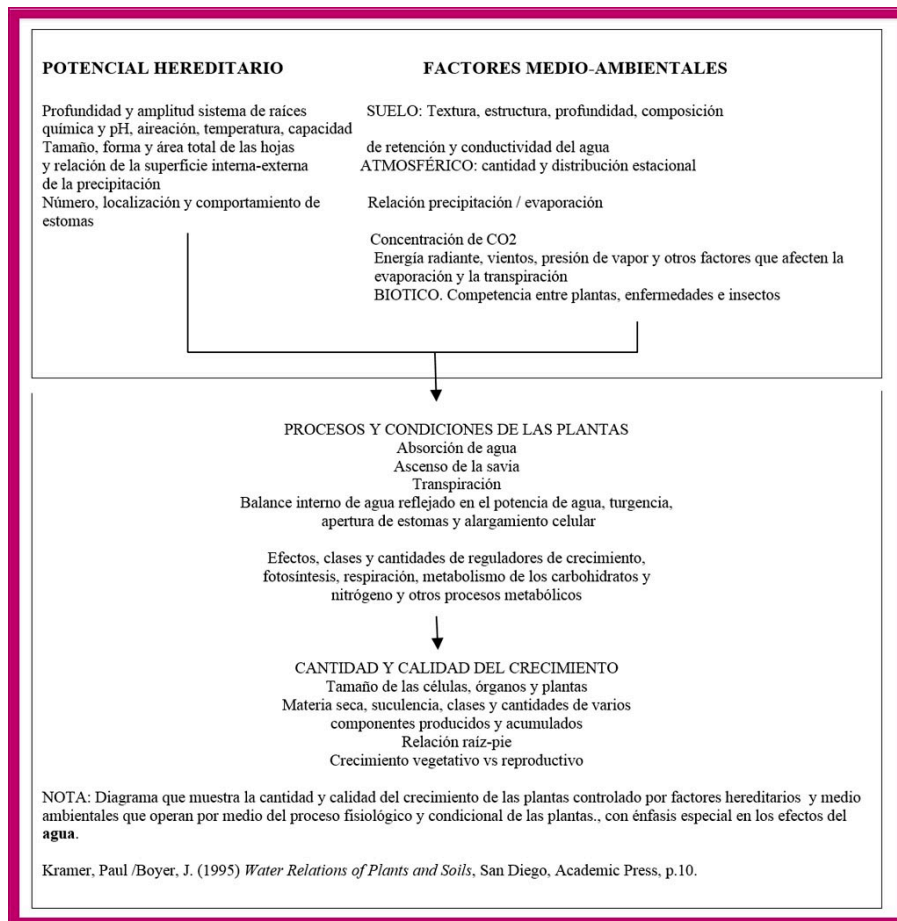 POTENCIAL HEREDITARIO
Profundidad y amplitud sistema de raíces
química y pH, aireación, temperatura, capacidad
Tamaño, forma y área total de las hojas
y relación de la superficie interna-externa
de la precipitación
Número, localización y comportamiento de
estomas
FACTORES MEDIO-AMBIENTALES
SUELO: Textura, estructura, profundidad, composición
de retención y conductividad del agua
ATMOSFÉRICO: cantidad y distribución estacional
Relación precipitación / evaporación
Concentración de CO2
Energía radiante, vientos, presión de vapor y otros factores que afecten la
evaporación y la transpiración
BIOTICO. Competencia entre plantas, enfermedades e insectos
PROCESOS Y CONDICIONES DE LAS PLANTAS
Absorción de agua
Ascenso de la savia
Transpiración
Balance interno de agua reflejado en el potencia de agua, turgencia,
apertura de estomas y alargamiento celular
Efectos, clases y cantidades de reguladores de crecimiento,
fotosíntesis, respiración, metabolismo de los carbohidratos y
nitrógeno y otros procesos metabólicos
CANTIDAD Y CALIDAD DEL CRECIMIENTO
Tamaño de las células, órganos y plantas
Materia seca, suculencia, clases y cantidades de varios
componentes producidos y acumulados
Relación raíz-pie
Crecimiento vegetativo vs reproductivo
NOTA: Diagrama que muestra la cantidad y calidad del crecimiento de las plantas controlado por factores hereditarios y medio
ambientales que operan por medio del proceso fisiológico y condicional de las plantas., con énfasis especial en los efectos del
agua.
Kramer, Paul /Boyer, J. (1995) Water Relations of Plants and Soils, San Diego, Academic Press, p.10.